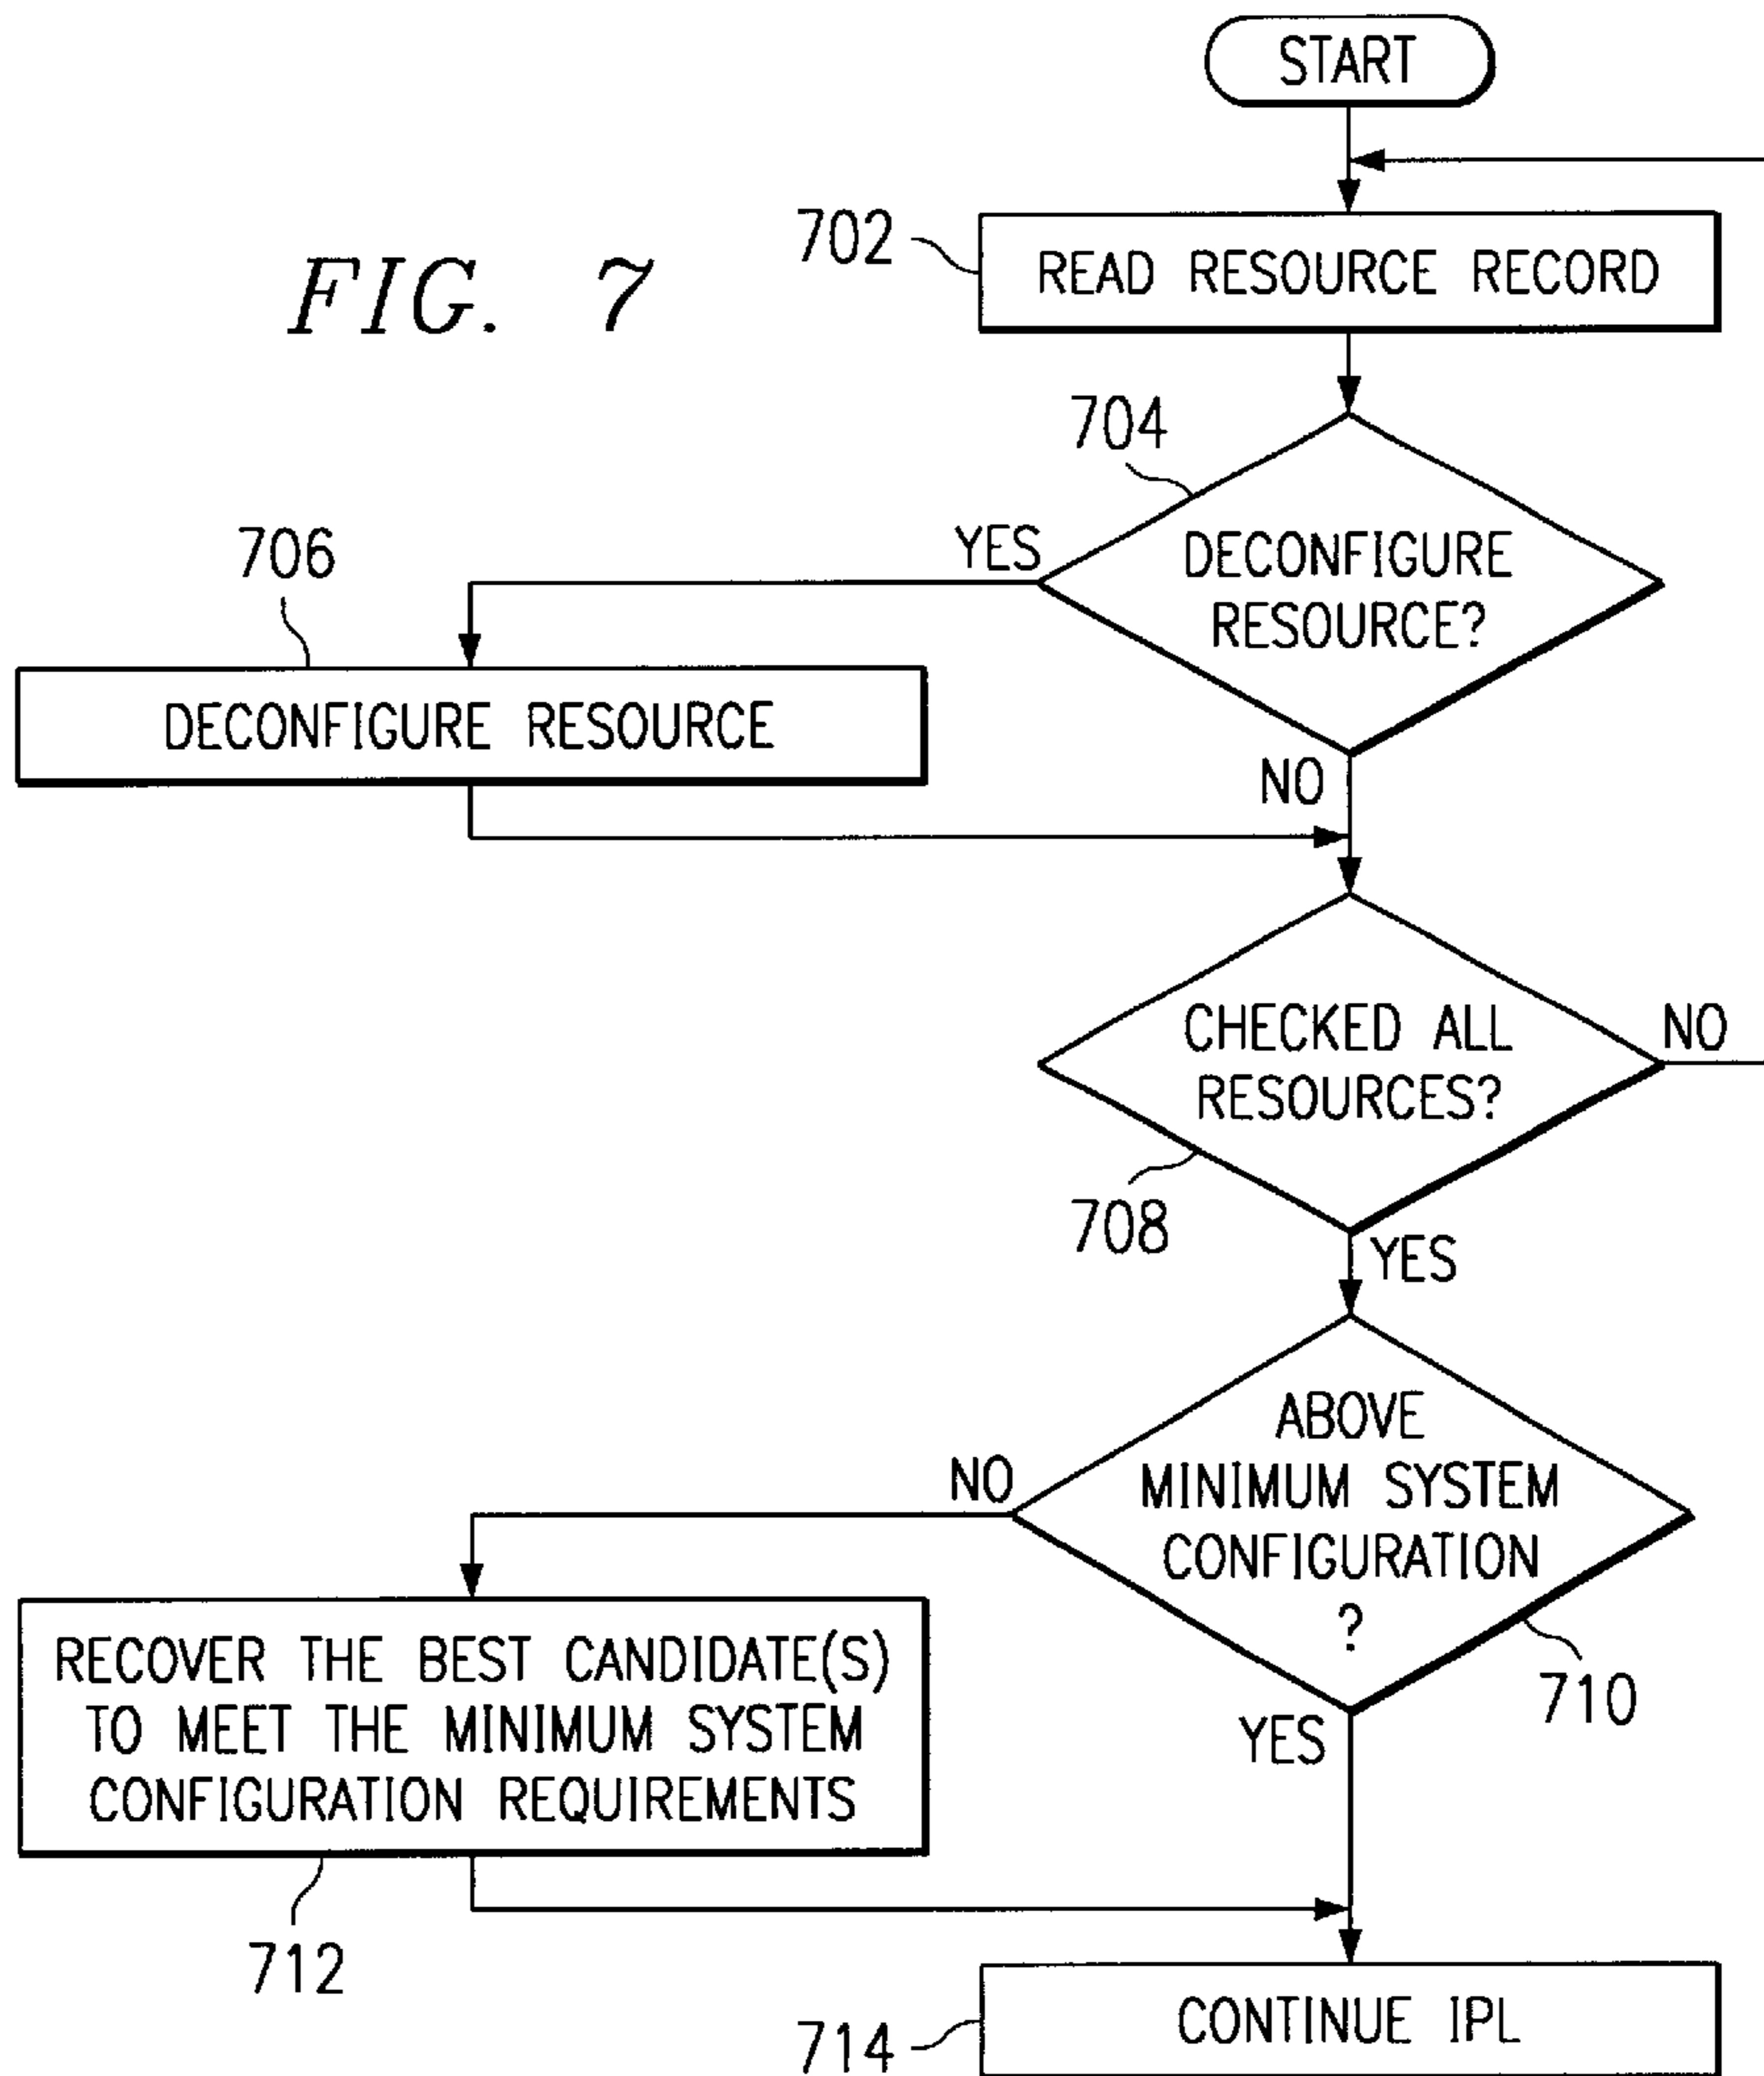 START
FIG. 7
702
READ RESOURCE RECORD
704
YES
DECONFIGURE
RESOURCE?
706
DECONFIGURE RESOURCE
NO
CHECKED ALL
RESOURCES?
NO
708
YES
ABOVE
MINIMUM SYSTEM
CONFIGURATION
?
NO
710
YES
RECOVER THE BEST CANDIDATE(S)
TO MEET THE MINIMUM SYSTEM
CONFIGURATION REQUIREMENTS
712
CONTINUE IPL
714